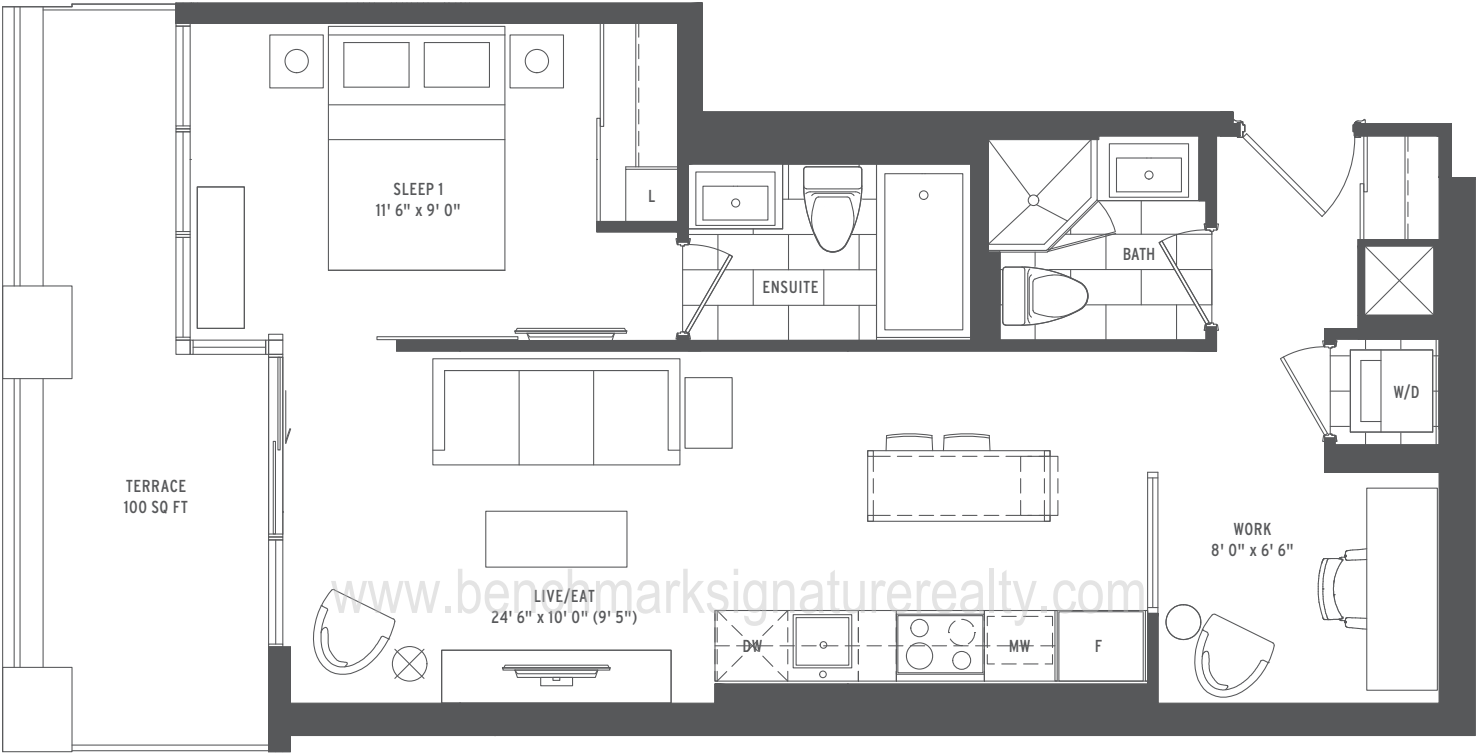 SLEEP 1
11' 6" x 9' 0"
L
ENSUITE
BATH
W/D
TERRACE
100 SQ FT
WORK
8' 0" x 6' 6"
www.benchmarksignaturerealty.com
LIVE/EAT
24' 6" x 10' 0" (9' 5")
DW
MW
F